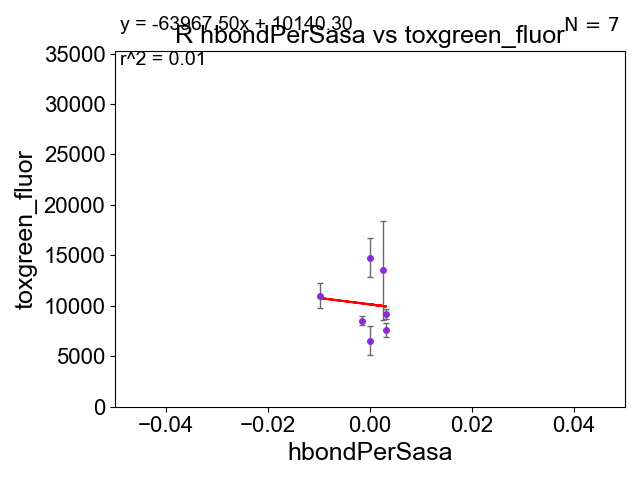 y = -63967.50x + 10140.30
N = 7
R hbondPerSasa vs toxgreen_fluor
r^2 = 0.01
35000
30000
25000
20000
15000
10000
5000
0
toxgreen_fluor
−0.04
−0.02
0.00
0.02
0.04
hbondPerSasa